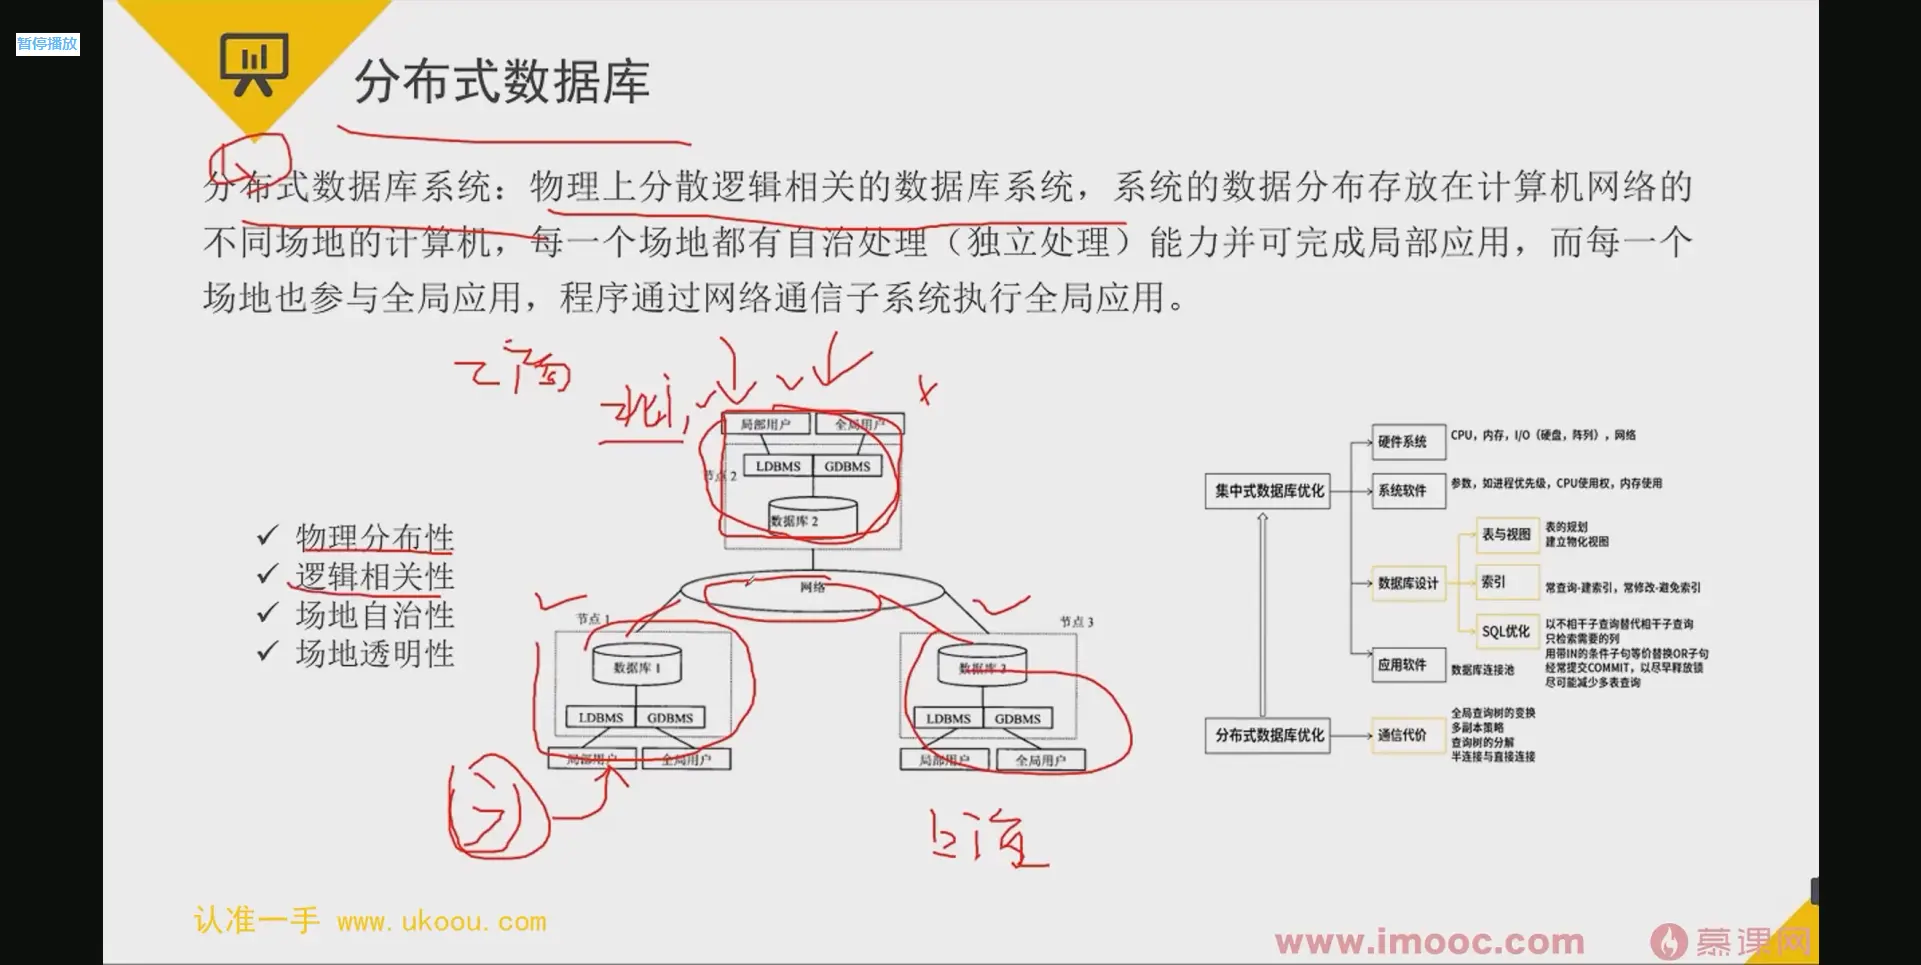 暂停播放
分布式数据库
分布式数据库系统：物理上分散逻辑相关的数据库系统，系统的数据分布存放在计算机网络的
不同场地的计算机，每一个场地都有自治处理（独立处理）能力并可完成局部应用，而每一个
场地也参与全局应用，程序通过网络通信子系统执行全局应用。
物理分布性
逻辑相关性
场地自治性
场地透明性
局部用户
全局用户
LDBMS
GDBMS
节点 2
数据库 2
网络
节点 1
数据库 1
LDBMS
GDBMS
局部用户
全局用户
节点 3
数据库 3
LDBMS
GDBMS
局部用户
全局用户
上海
集中式数据库优化
硬件系统
CPU，内存，I/O（硬盘，阵列），网络
系统软件
参数，如进程优先级，CPU使用权，内存使用
数据库设计
表与视图
表的规划
建立物化视图
索引
常查询-建索引，常修改-避免索引
SQL优化
以不相干子查询替代相干子查询
只检索需要的列
用带IN的条件子句等价替换OR子句
经常提交COMMIT，以尽早释放锁
尽可能减少多表查询
应用软件
数据库连接池
分布式数据库优化
通信代价
全局查询树的变换
多副本策略
查询树的分解
半连接与直接连接
认准一手 www.ukoou.com
www.imooc.com
慕课网